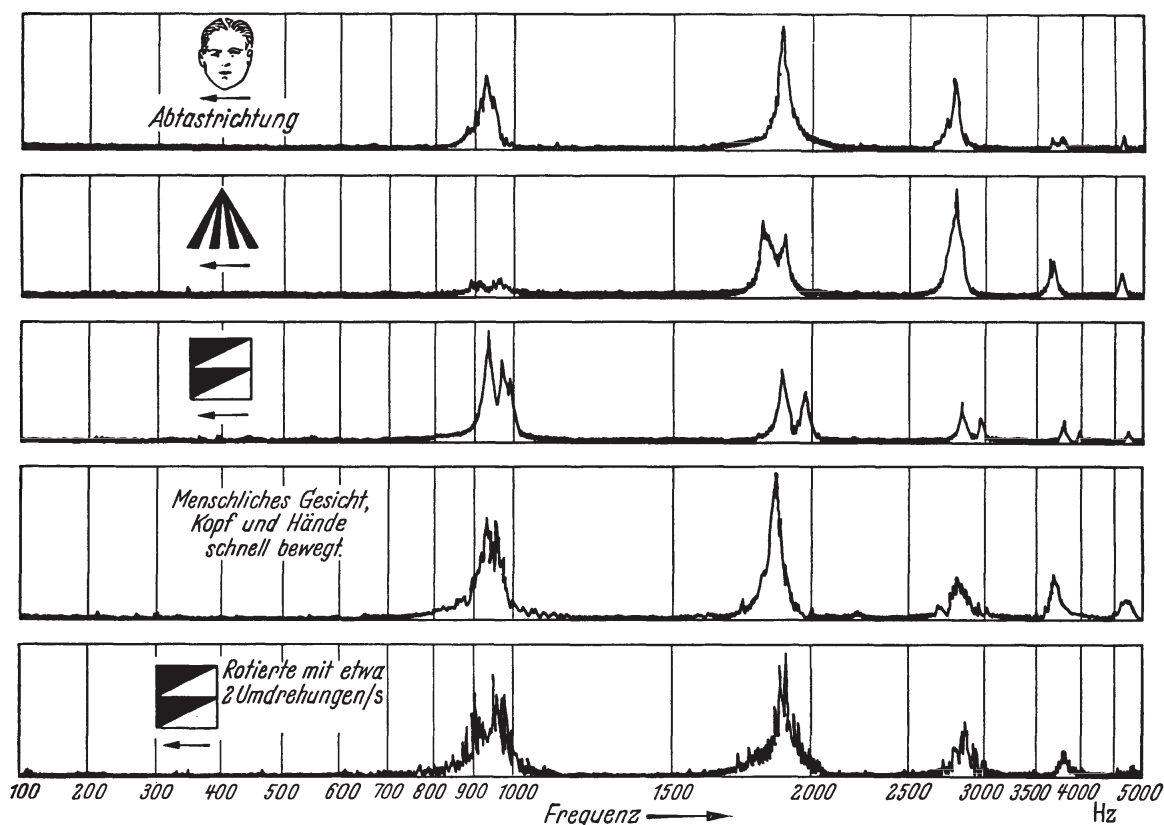 Abtastrichtung
Menschliches Gesicht,
Kopf und Hände
schnell bewegt.
Rotierte mit etwa
2 Umdrehungen/s
100 200 300 400 500 600 700 800 900 1000 1500 2000 2500 3000 3500 4000 5000
Frequenz Hz